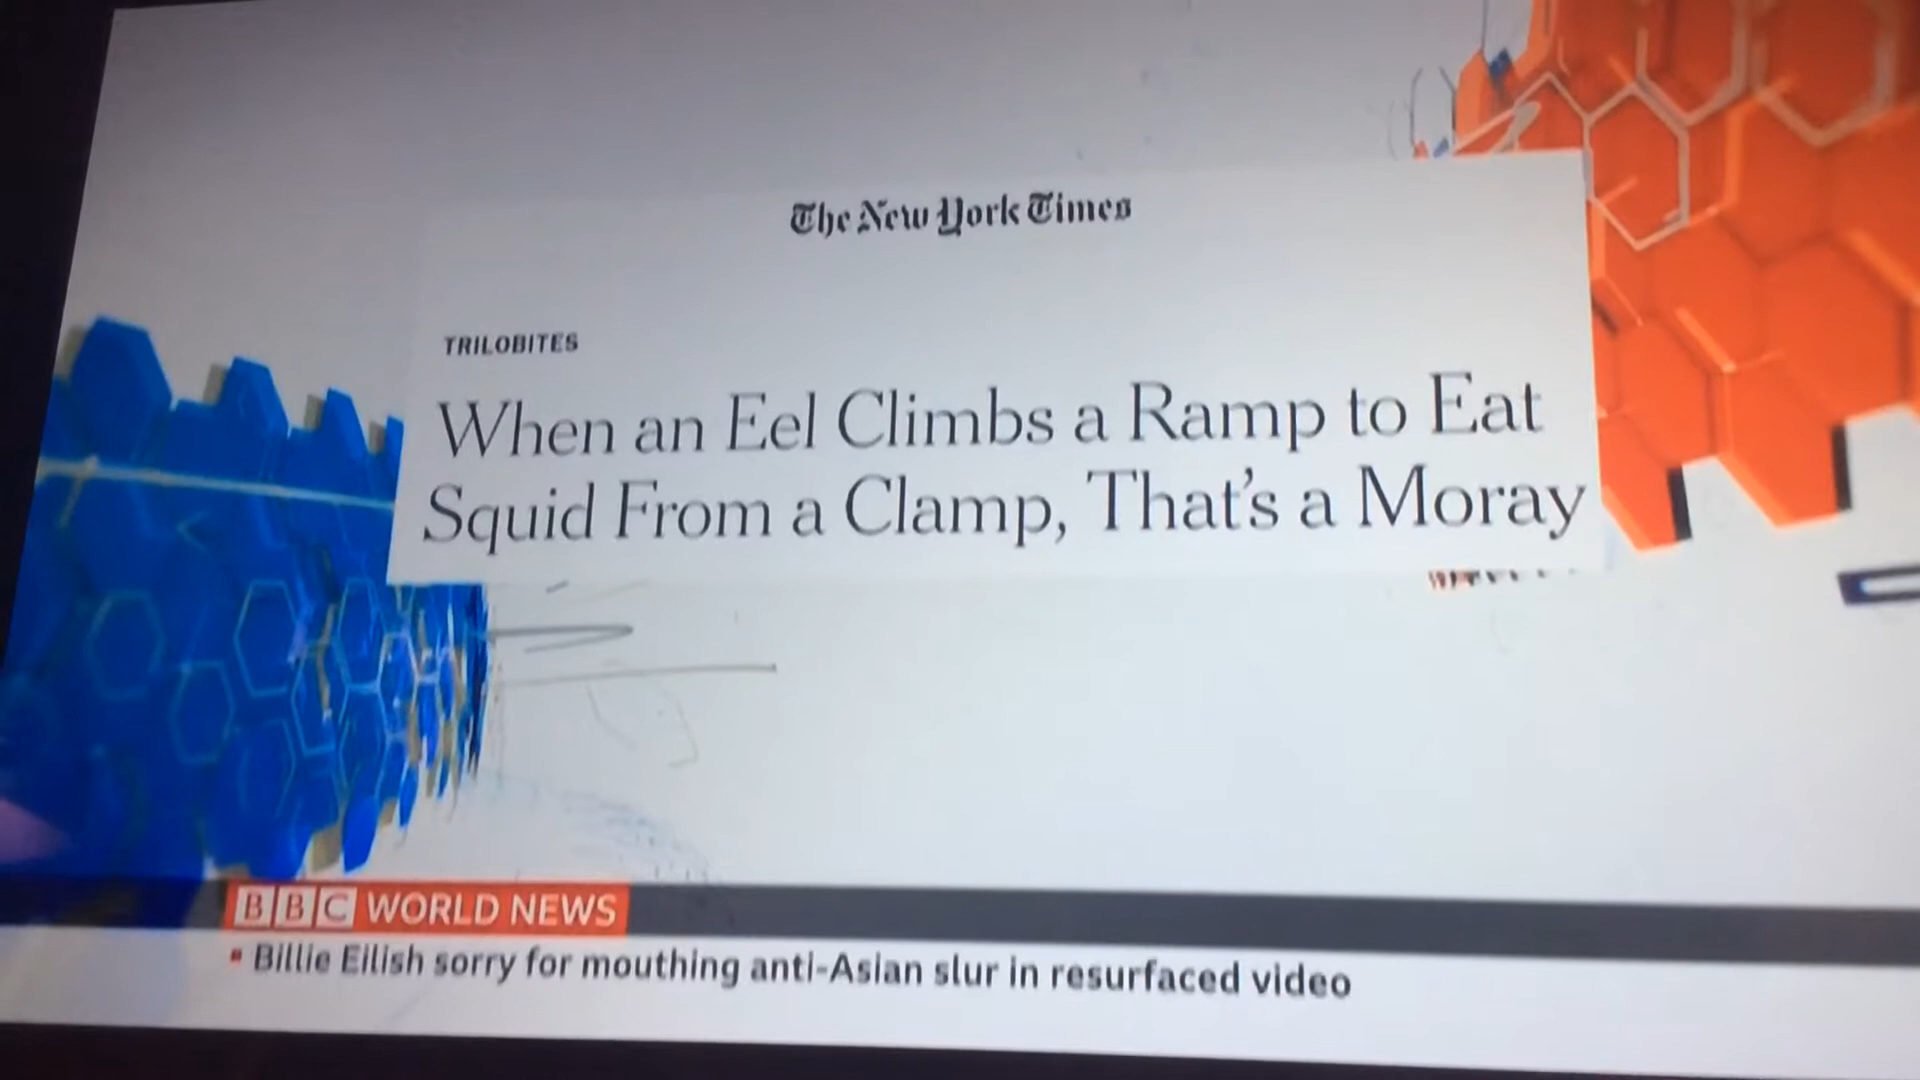 The New York Times
TRILOBITES
When an Eel Climbs a Ramp to Eat
Squid From a Clamp, That's a Moray
BBC WORLD NEWS
Billie Eilish sorry for mouthing anti-Asian slur in resurfaced video